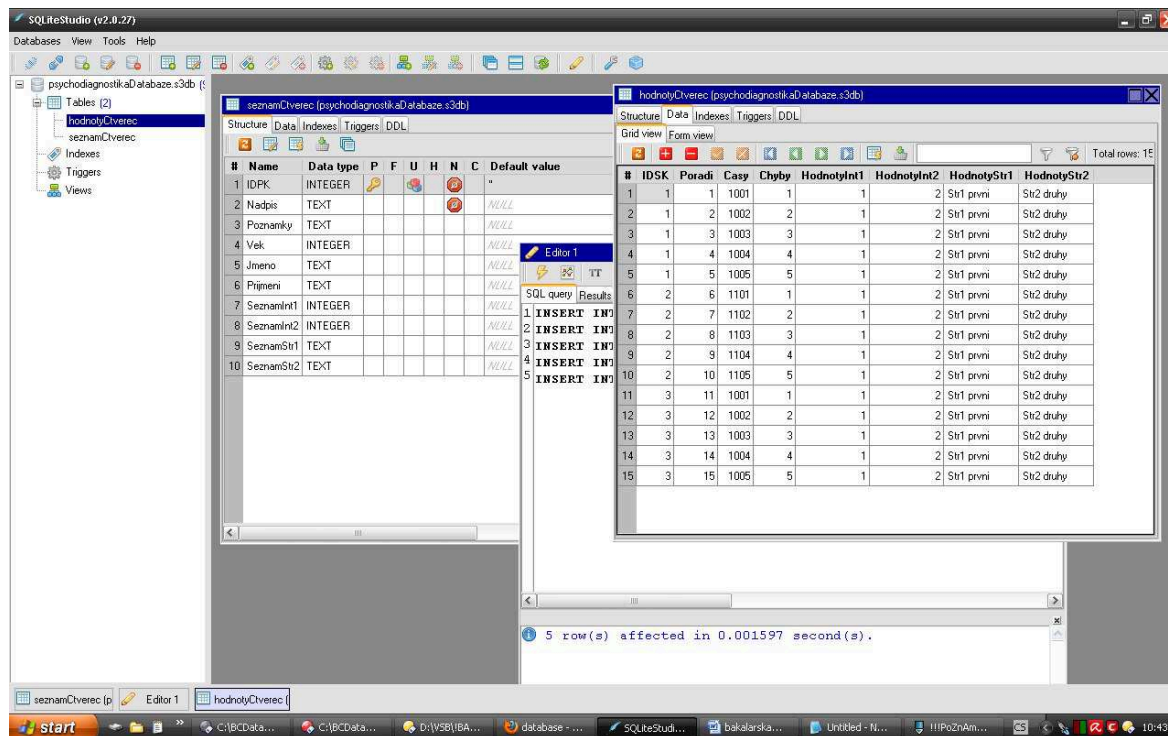 SQLiteStudio (v2.0.27)
Databases View Tools Help
psychodiagnostikaDatabaze.s3db
Tables (2)
hodnotyCtverec
seznamCtverec
Indexes
Triggers
Views
seznamCtverec (psychodiagnostikaDatabaze.s3db)
Structure Data Indexes Triggers DDL
# Name Data type P F U H N C Default value
1 IDPK INTEGER ''
2 Nadpis TEXT NULL
3 Poznamky TEXT NULL
4 Vek INTEGER NULL
5 Jmeno TEXT NULL
6 Prijmeni TEXT NULL
7 SeznamInt1 INTEGER NULL
8 SeznamInt2 INTEGER NULL
9 SeznamStr1 TEXT NULL
10 SeznamStr2 TEXT NULL
Editor 1
SQL query Results
1 INSERT INT
2 INSERT INT
3 INSERT INT
4 INSERT INT
5 INSERT INT
5 row(s) affected in 0.001597 second(s).
hodnotyCtverec (psychodiagnostikaDatabaze.s3db)
Structure Data Indexes Triggers DDL
Grid view Form view
Total rows: 15
# IDSK Poradi Casy Chyby HodnotyInt1 HodnotyInt2 HodnotyStr1 HodnotyStr2
1 1 1 1001 1 1 2 Str1 prvni Str2 druhy
2 1 2 1002 2 1 2 Str1 prvni Str2 druhy
3 1 3 1003 3 1 2 Str1 prvni Str2 druhy
4 1 4 1004 4 1 2 Str1 prvni Str2 druhy
5 1 5 1005 5 1 2 Str1 prvni Str2 druhy
6 2 6 1101 1 1 2 Str1 prvni Str2 druhy
7 2 7 1102 2 1 2 Str1 prvni Str2 druhy
8 2 8 1103 3 1 2 Str1 prvni Str2 druhy
9 2 9 1104 4 1 2 Str1 prvni Str2 druhy
10 2 10 1105 5 1 2 Str1 prvni Str2 druhy
11 3 11 1001 1 1 2 Str1 prvni Str2 druhy
12 3 12 1002 2 1 2 Str1 prvni Str2 druhy
13 3 13 1003 3 1 2 Str1 prvni Str2 druhy
14 3 14 1004 4 1 2 Str1 prvni Str2 druhy
15 3 15 1005 5 1 2 Str1 prvni Str2 druhy
seznamCtverec (p Editor 1 hodnotyCtverec (
start C:\BCData... C:\BCData... D:\VSB\!BA... database - ... SQLiteStudi... bakalarska... Untitled - N... !!!PoZnAm... CS 10:43